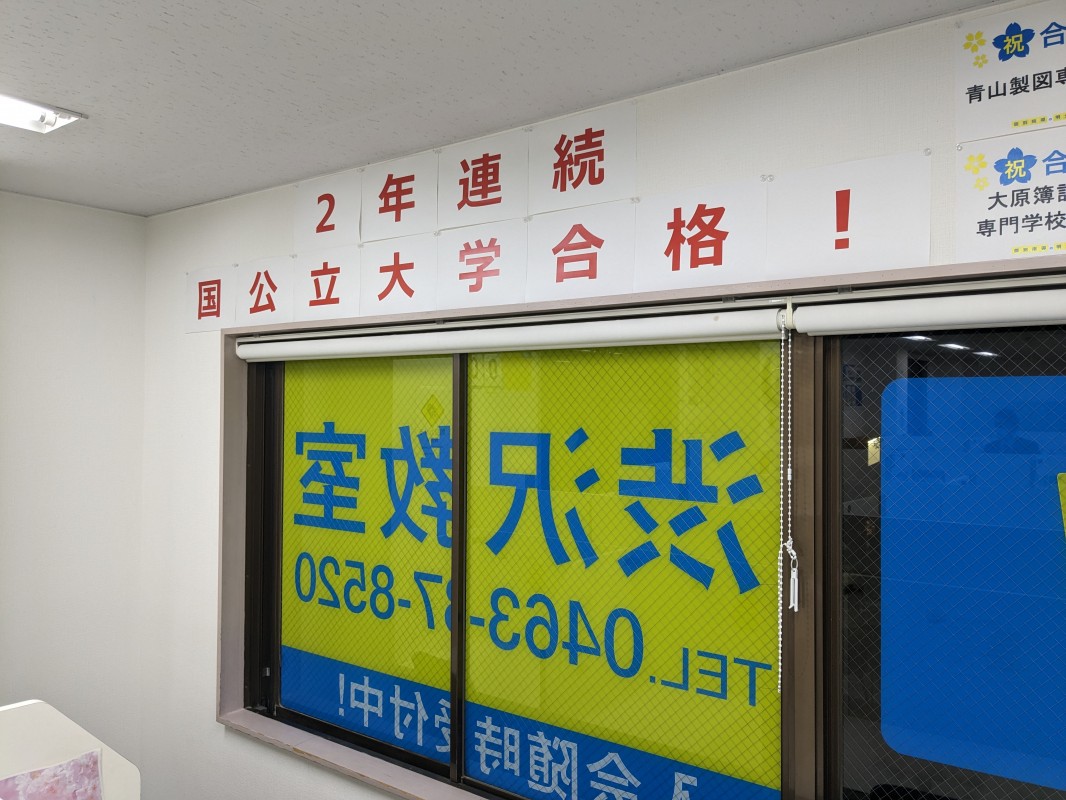 2年連続
国公立大学合格!
祝 合
青山製図専
祝 合
大原簿記
専門学校
渋沢教室
TEL.0463-87-8520
会随時受付中!